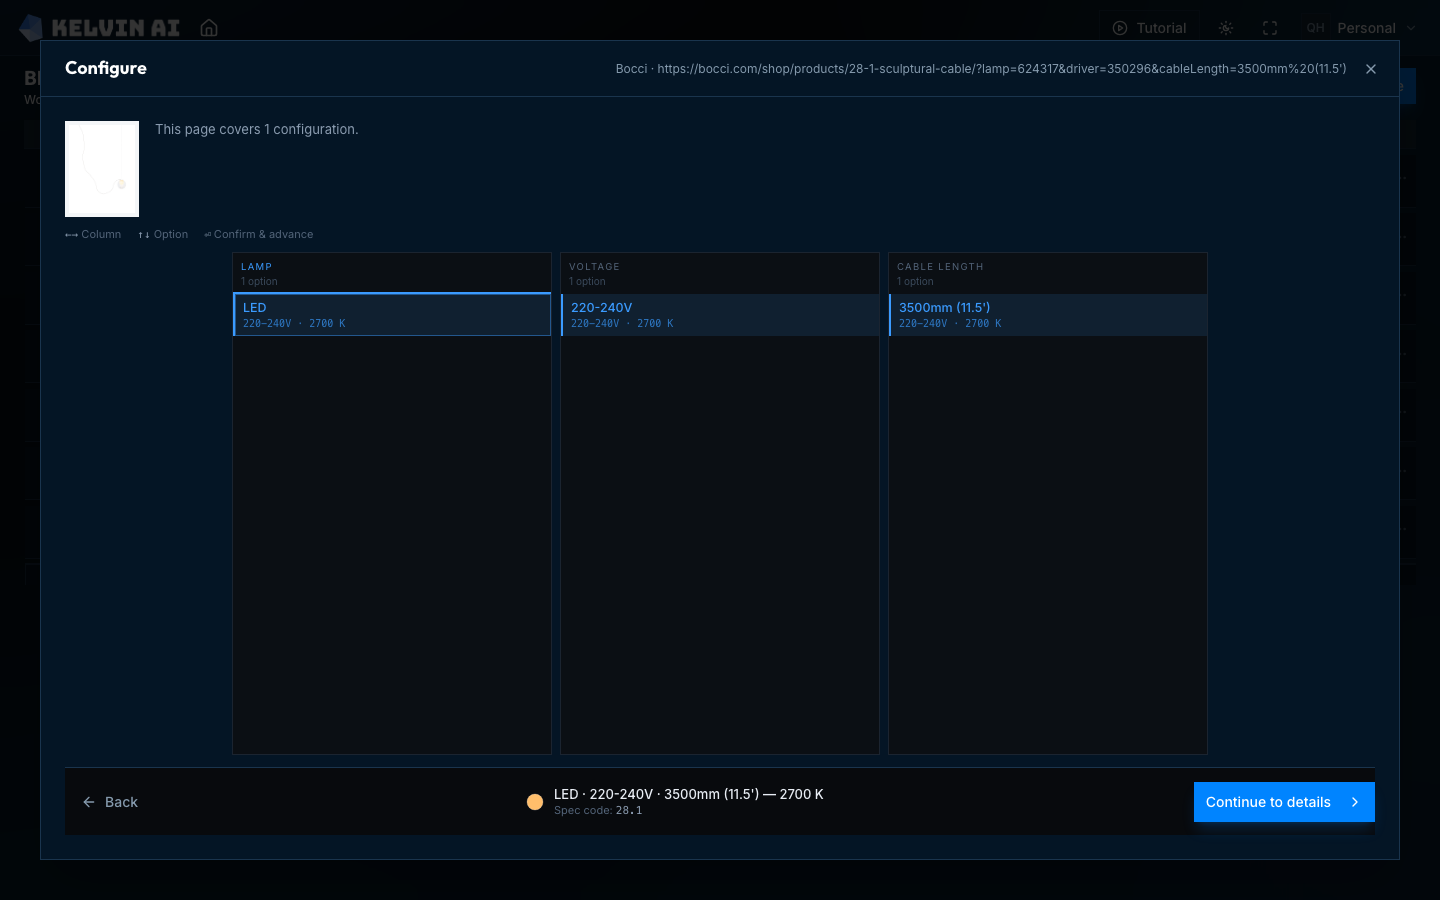 KELVIN AI
Tutorial
QH
Personal
Configure
Bocci · https://bocci.com/shop/products/28-1-sculptural-cable/?lamp=624317&driver=350296&cableLength=3500mm%20(11.5')
This page covers 1 configuration.
←→ Column
↑↓ Option
⏎ Confirm & advance
LAMP
1 option
LED
220–240V · 2700 K
VOLTAGE
1 option
220-240V
220–240V · 2700 K
CABLE LENGTH
1 option
3500mm (11.5')
220–240V · 2700 K
Back
LED · 220-240V · 3500mm (11.5') — 2700 K
Spec code: 28.1
Continue to details